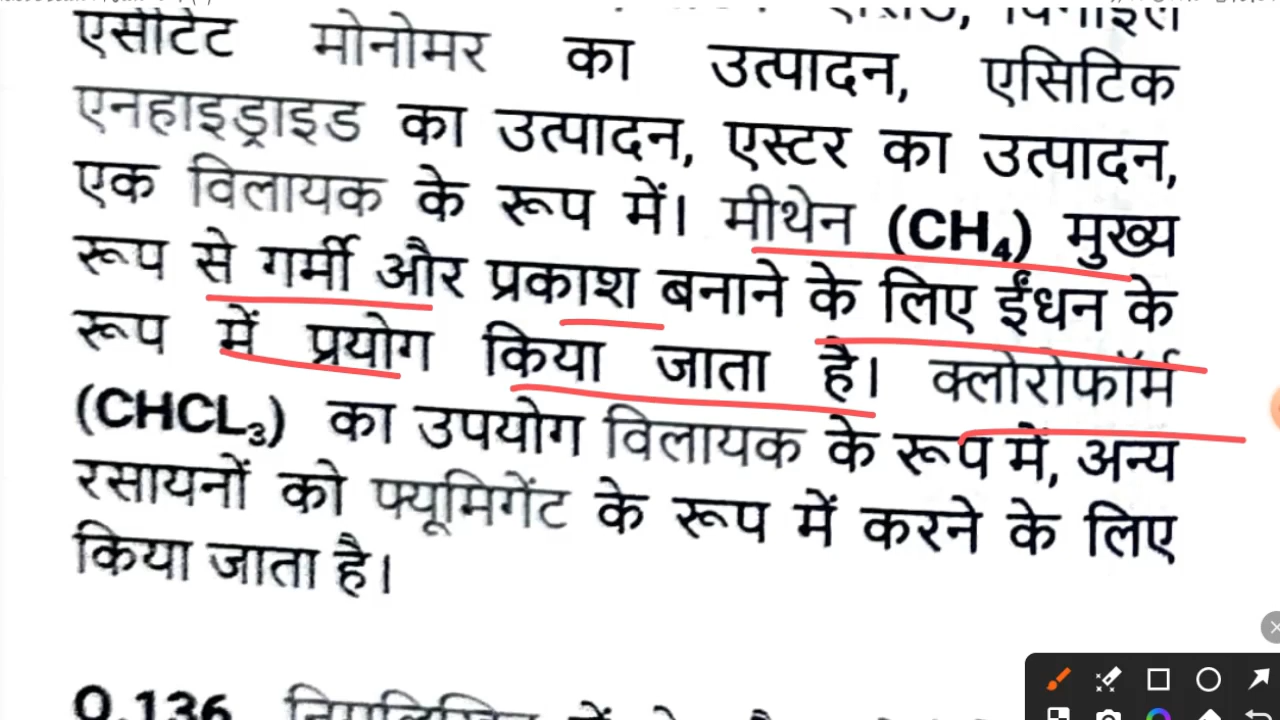 एसीटेट मोनोमर का उत्पादन, एसिटिक
एनहाइड्राइड का उत्पादन, एस्टर का उत्पादन,
एक विलायक के रूप में। मीथेन (CH₄) मुख्य
रूप से गर्मी और प्रकाश बनाने के लिए ईंधन के
रूप में प्रयोग किया जाता है। क्लोरोफॉर्म
(CHCL₃) का उपयोग विलायक के रूप में, अन्य
रसायनों को फ्यूमिगेंट के रूप में करने के लिए
किया जाता है।
Q.136